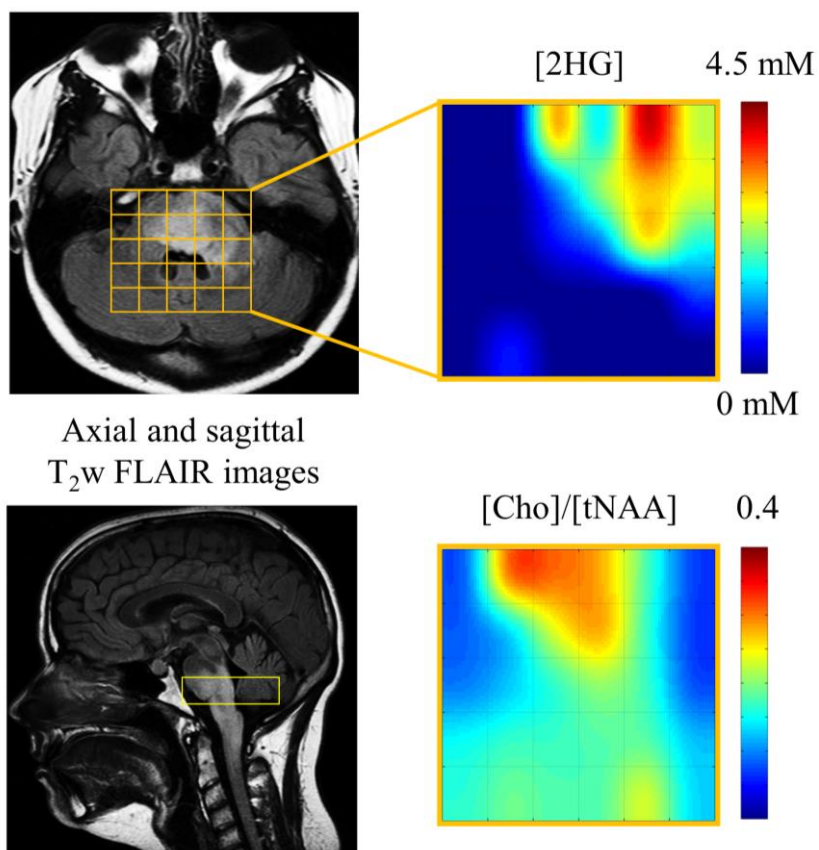 [2HG] 4.5 mM
0 mM
Axial and sagittal
T₂w FLAIR images
[Cho]/[tNAA] 0.4